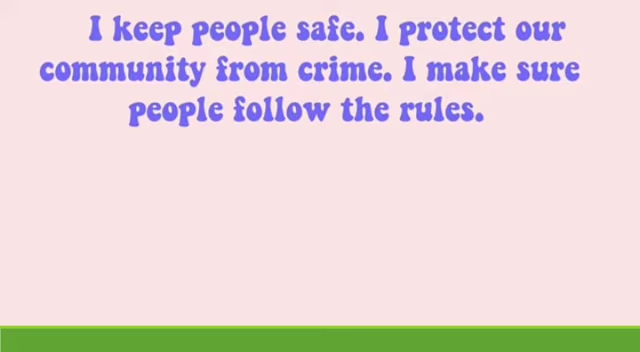 I keep people safe. I protect our
community from crime. I make sure
people follow the rules.